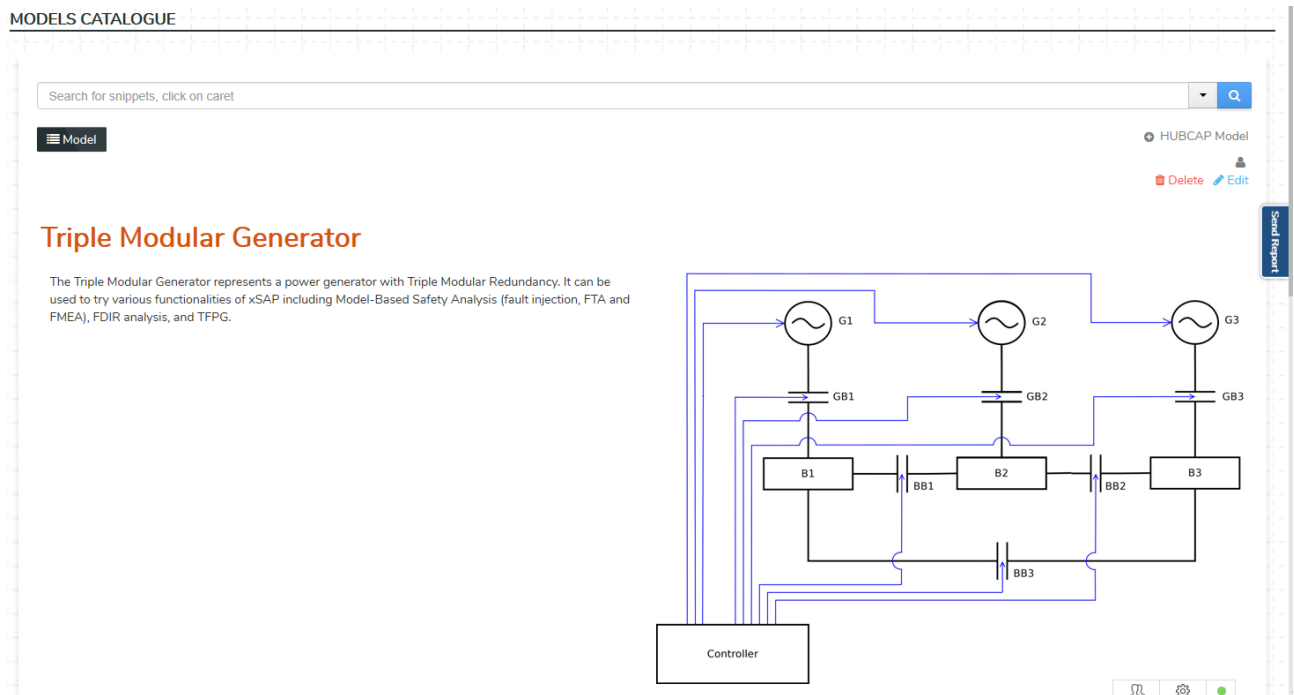 MODELS CATALOGUE
Search for snippets, click on caret
Model
HUBCAP Model
Delete Edit
Send Report
Triple Modular Generator
The Triple Modular Generator represents a power generator with Triple Modular Redundancy. It can be
used to try various functionalities of xSAP including Model-Based Safety Analysis (fault injection, FTA and
FMEA), FDIR analysis, and TFPG.
G1
G2
G3
GB1
GB2
GB3
B1
BB1
B2
BB2
B3
BB3
Controller